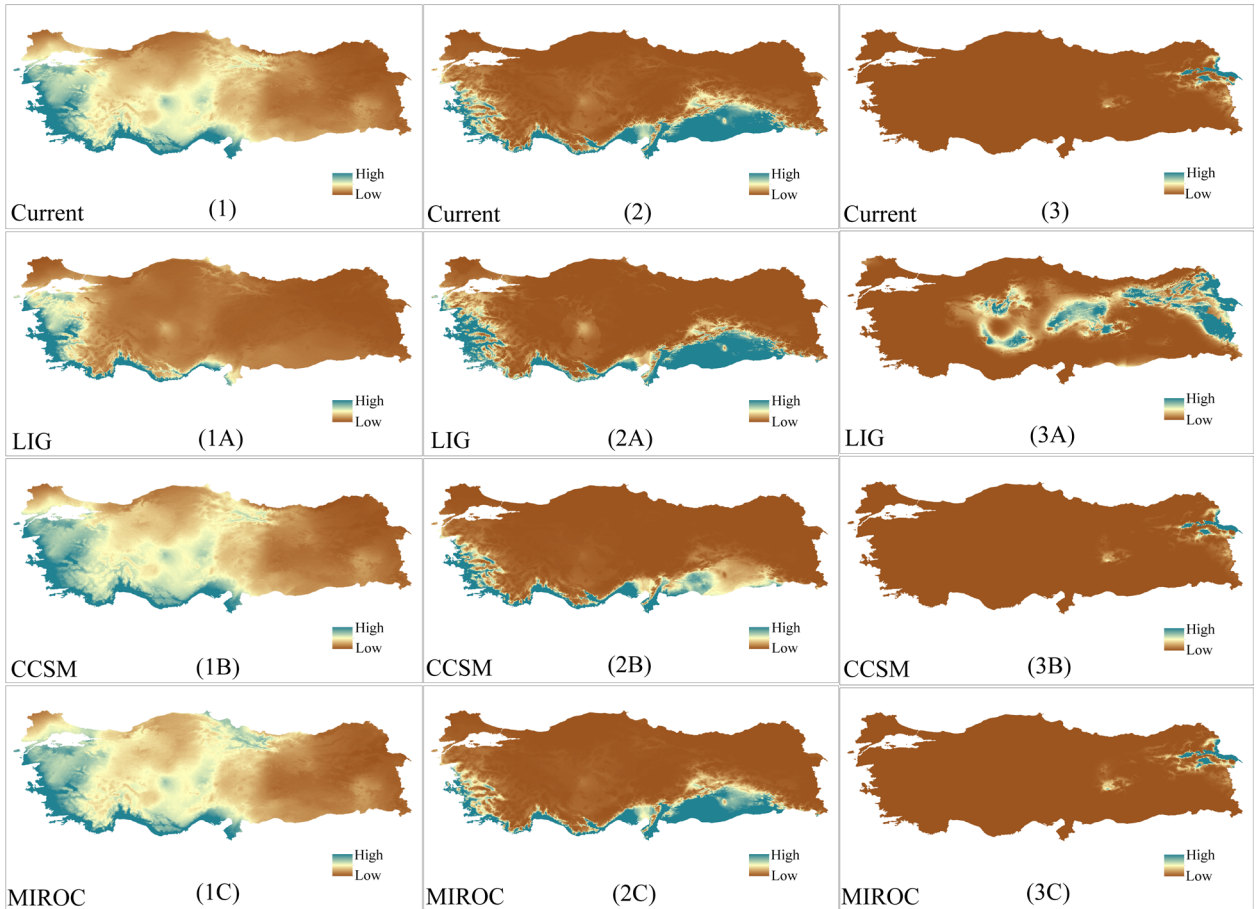 High
Low
Current
(1)
High
Low
Current
(2)
High
Low
Current
(3)
High
Low
LIG
(1A)
High
Low
LIG
(2A)
High
Low
LIG
(3A)
High
Low
CCSM
(1B)
High
Low
CCSM
(2B)
High
Low
CCSM
(3B)
High
Low
MIROC
(1C)
High
Low
MIROC
(2C)
High
Low
MIROC
(3C)